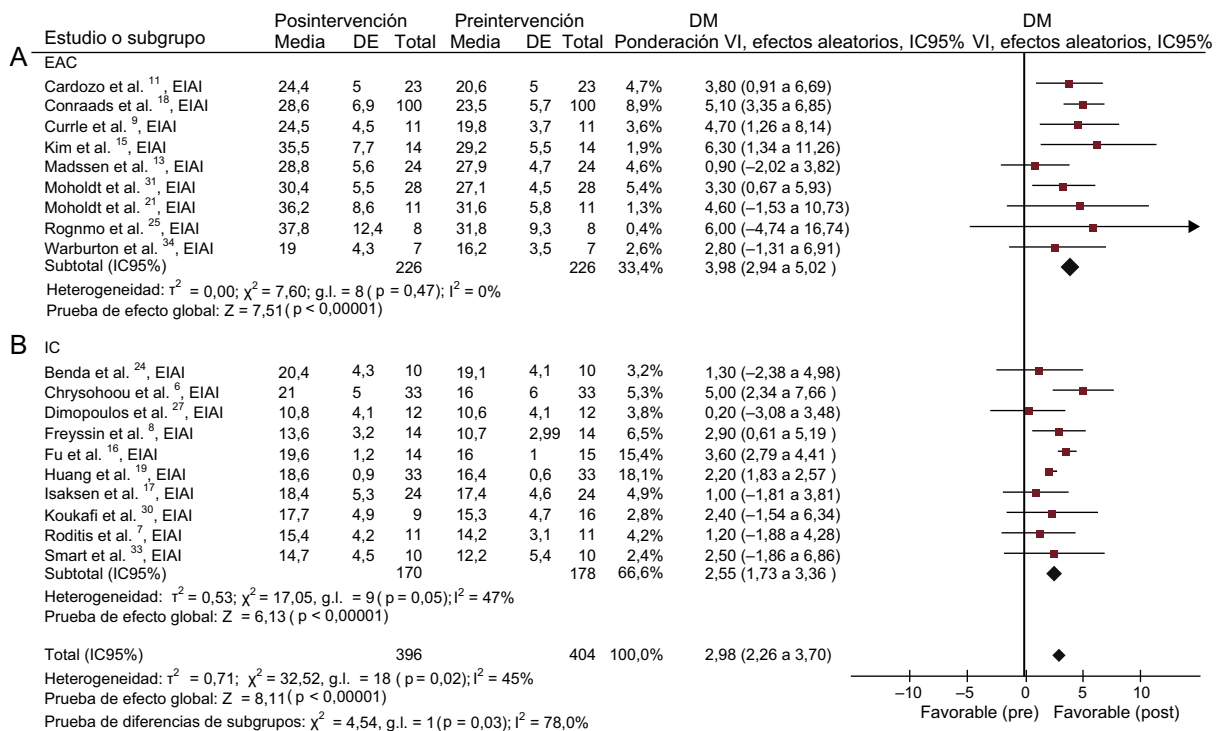 Posintervención Preintervención DM DM
Estudio o subgrupo Media DE Total Media DE Total Ponderación VI, efectos aleatorios, IC95% VI, efectos aleatorios, IC95%
A EAC
Cardozo et al. 11, EIAI 24,4 5 23 20,6 5 23 4,7% 3,80 (0,91 a 6,69)
Conraads et al. 18, EIAI 28,6 6,9 100 23,5 5,7 100 8,9% 5,10 (3,35 a 6,85)
Currle et al. 9, EIAI 24,5 4,5 11 19,8 3,7 11 3,6% 4,70 (1,26 a 8,14)
Kim et al. 15, EIAI 35,5 7,7 14 29,2 5,5 14 1,9% 6,30 (1,34 a 11,26)
Madssen et al. 13, EIAI 28,8 5,6 24 27,9 4,7 24 4,6% 0,90 (−2,02 a 3,82)
Moholdt et al. 31, EIAI 30,4 5,5 28 27,1 4,5 28 5,4% 3,30 (0,67 a 5,93)
Moholdt et al. 21, EIAI 36,2 8,6 11 31,6 5,8 11 1,3% 4,60 (−1,53 a 10,73)
Rognmo et al. 25, EIAI 37,8 12,4 8 31,8 9,3 8 0,4% 6,00 (−4,74 a 16,74)
Warburton et al. 34, EIAI 19 4,3 7 16,2 3,5 7 2,6% 2,80 (−1,31 a 6,91)
Subtotal (IC95%) 226 226 33,4% 3,98 (2,94 a 5,02 )
Heterogeneidad: τ² = 0,00; χ² = 7,60; g.l. = 8 ( p = 0,47); I² = 0%
Prueba de efecto global: Z = 7,51( p < 0,00001)
B IC
Benda et al. 24, EIAI 20,4 4,3 10 19,1 4,1 10 3,2% 1,30 (−2,38 a 4,98)
Chrysohoou et al. 6, EIAI 21 5 33 16 6 33 5,3% 5,00 (2,34 a 7,66 )
Dimopoulos et al. 27, EIAI 10,8 4,1 12 10,6 4,1 12 3,8% 0,20 (−3,08 a 3,48)
Freyssin et al. 8, EIAI 13,6 3,2 14 10,7 2,99 14 6,5% 2,90 (0,61 a 5,19 )
Fu et al. 16, EIAI 19,6 1,2 14 16 1 15 15,4% 3,60 (2,79 a 4,41)
Huang et al. 19, EIAI 18,6 0,9 33 16,4 0,6 33 18,1% 2,20 (1,83 a 2,57 )
Isaksen et al. 17, EIAI 18,4 5,3 24 17,4 4,6 24 4,9% 1,00 (−1,81 a 3,81)
Koukafi et al. 30, EIAI 17,7 4,9 9 15,3 4,7 16 2,8% 2,40 (−1,54 a 6,34)
Roditis et al. 7, EIAI 15,4 4,2 11 14,2 3,1 11 4,2% 1,20 (−1,88 a 4,28)
Smart et al. 33, EIAI 14,7 4,5 10 12,2 5,4 10 2,4% 2,50 (−1,86 a 6,86)
Subtotal (IC95%) 170 178 66,6% 2,55 (1,73 a 3,36 )
Heterogeneidad: τ² = 0,53; χ² = 17,05, g.l. = 9( p = 0,05); I² = 47%
Prueba de efecto global: Z = 6,13 ( p < 0,00001)
Total (IC95%) 396 404 100,0% 2,98 (2,26 a 3,70)
Heterogeneidad: τ² = 0,71; χ² = 32,52, g.l. = 18 ( p = 0,02); I² = 45%
Prueba de efecto global: Z = 8,11( p < 0,00001)
Prueba de diferencias de subgrupos: χ² = 4,54, g.l. = 1( p = 0,03); I² = 78,0%
−10 −5 0 5 10
Favorable (pre) Favorable (post)